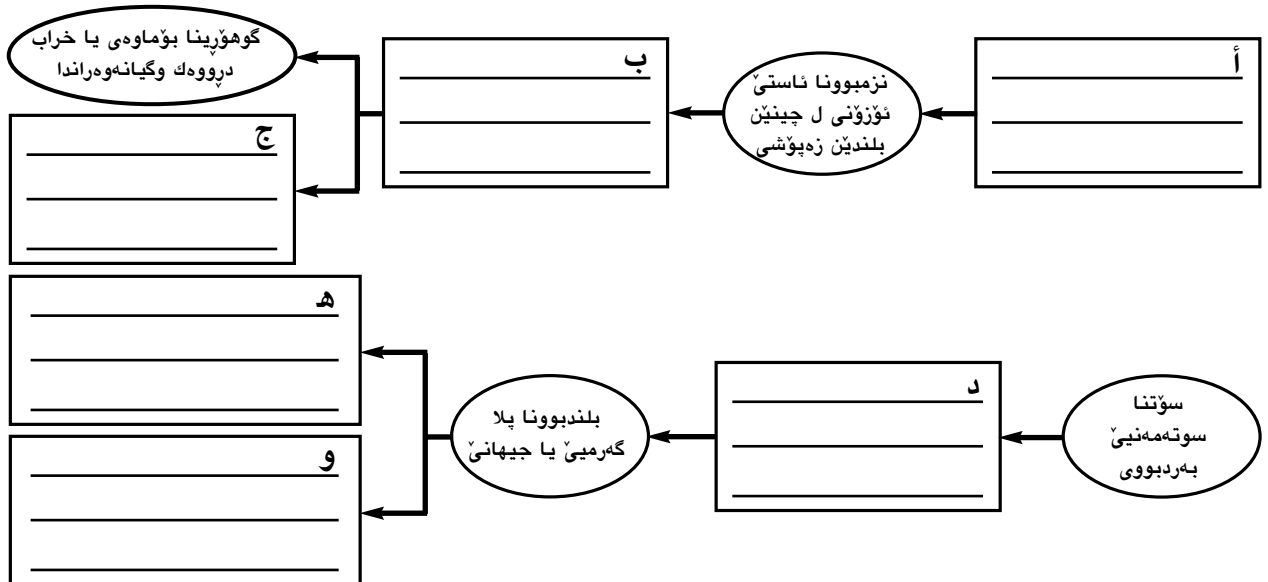 أ
نزمبوونا ئاستێ
ئۆزۆنی ل چینێن
بلندێن زەپۆشی
ب
گوهۆڕینا بۆماوەی یا خراب
دڕووەك وگیانەوەراندا
ج
سۆتنا
سوتەمەنیێ
بەردبووی
د
بلندبوونا پلا
گەرمیێ یا جیهانێ
ھ
و